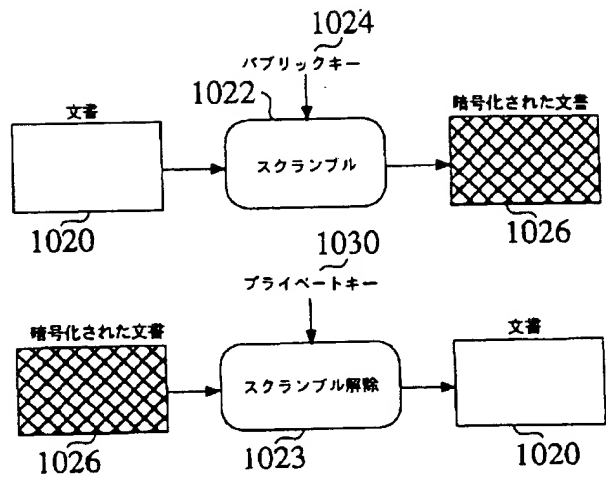 1024
パブリックキー
1022
文書
暗号化された文書
スクランブル
1020
1026
1030
プライベートキー
暗号化された文書
文書
スクランブル解除
1026
1023
1020